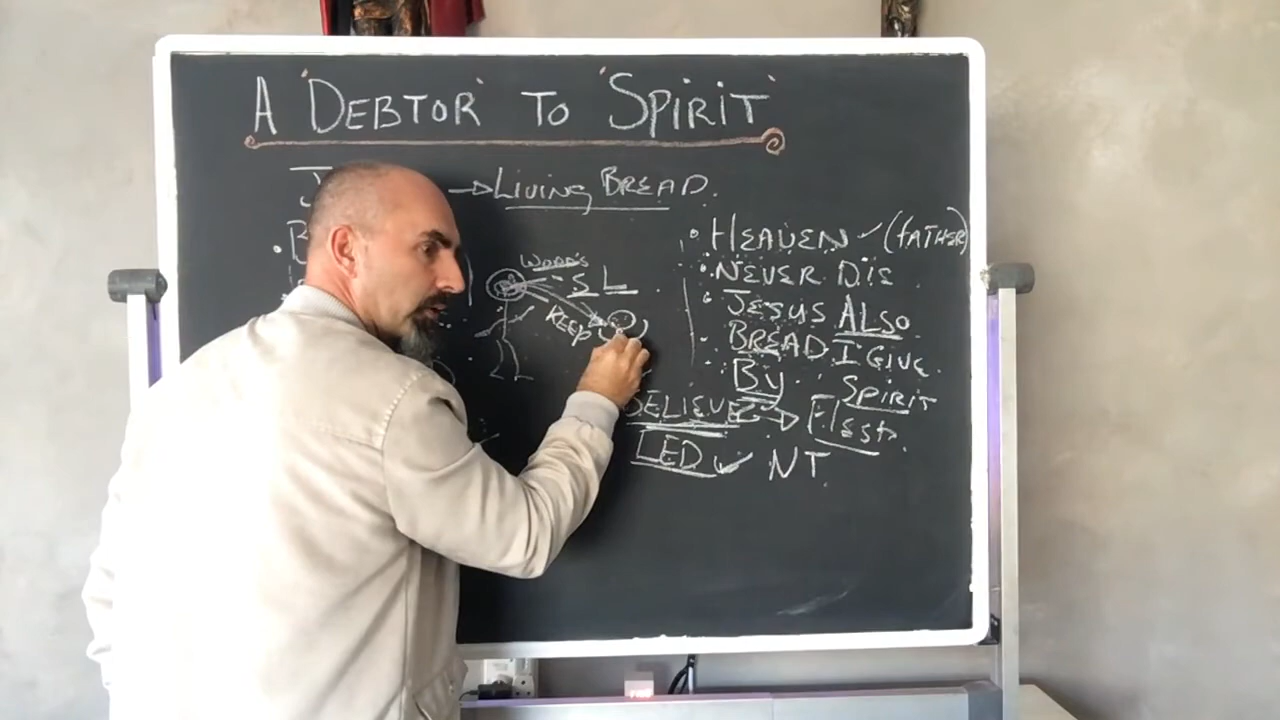 A 'DEBTOR' TO 'SPIRIT'
→ LIVING BREAD.
WORD'S
S L
KEEP
• HEAVEN ✓ (FATHER)
• NEVER DIE
• JESUS ALSO
• BREAD I GIVE.
• By SPIRIT
BELIEVE → FlesH.
LED ✓ NT